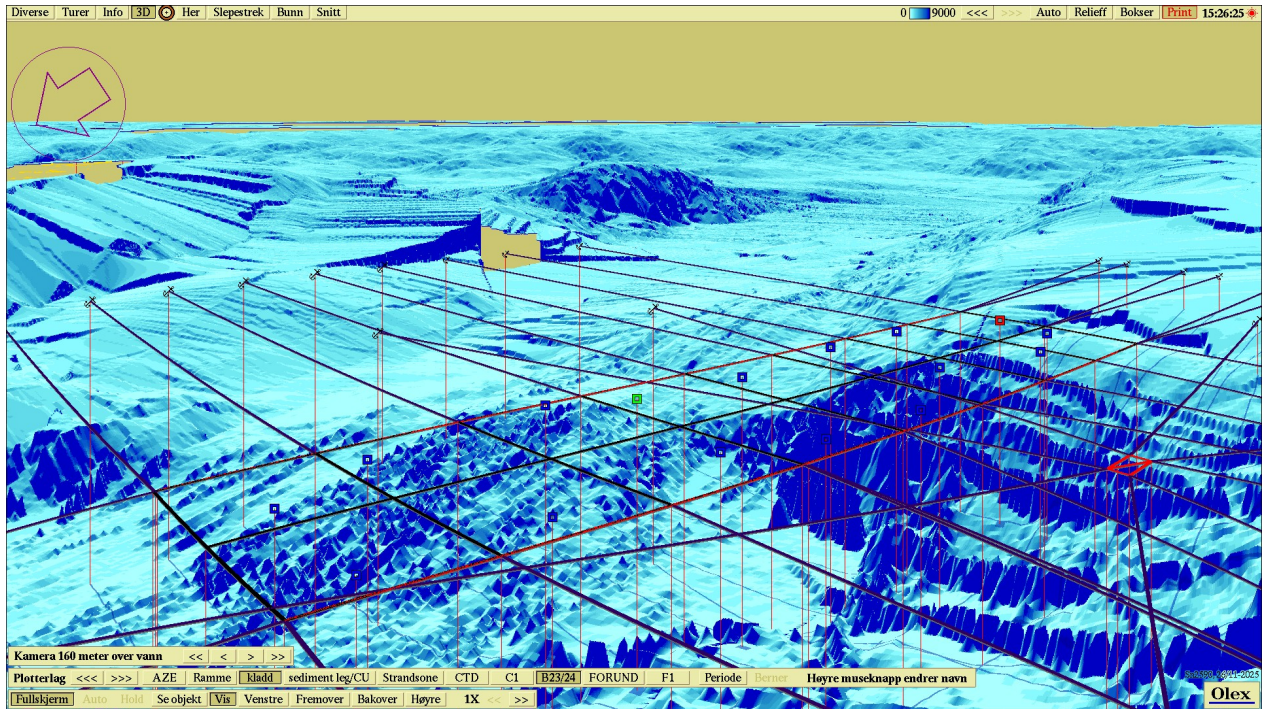 Diverse Turer Info 3D Her Slepestrek Bunn Snitt 0 9000 <<< >>> Auto Relieff Bokser Print 15:26:25
Kamera 160 meter over vann << < > >>
Plotterlag <<< >>> AZE Ramme kladd sediment leg/CU Strandsone CTD C1 B23/24 FORUND F1 Periode Berner Høyre museknapp endrer navn
Fullskjerm Auto Hold Se objekt Vis Venstre Fremover Bakover Høyre 1X << >>
Olex